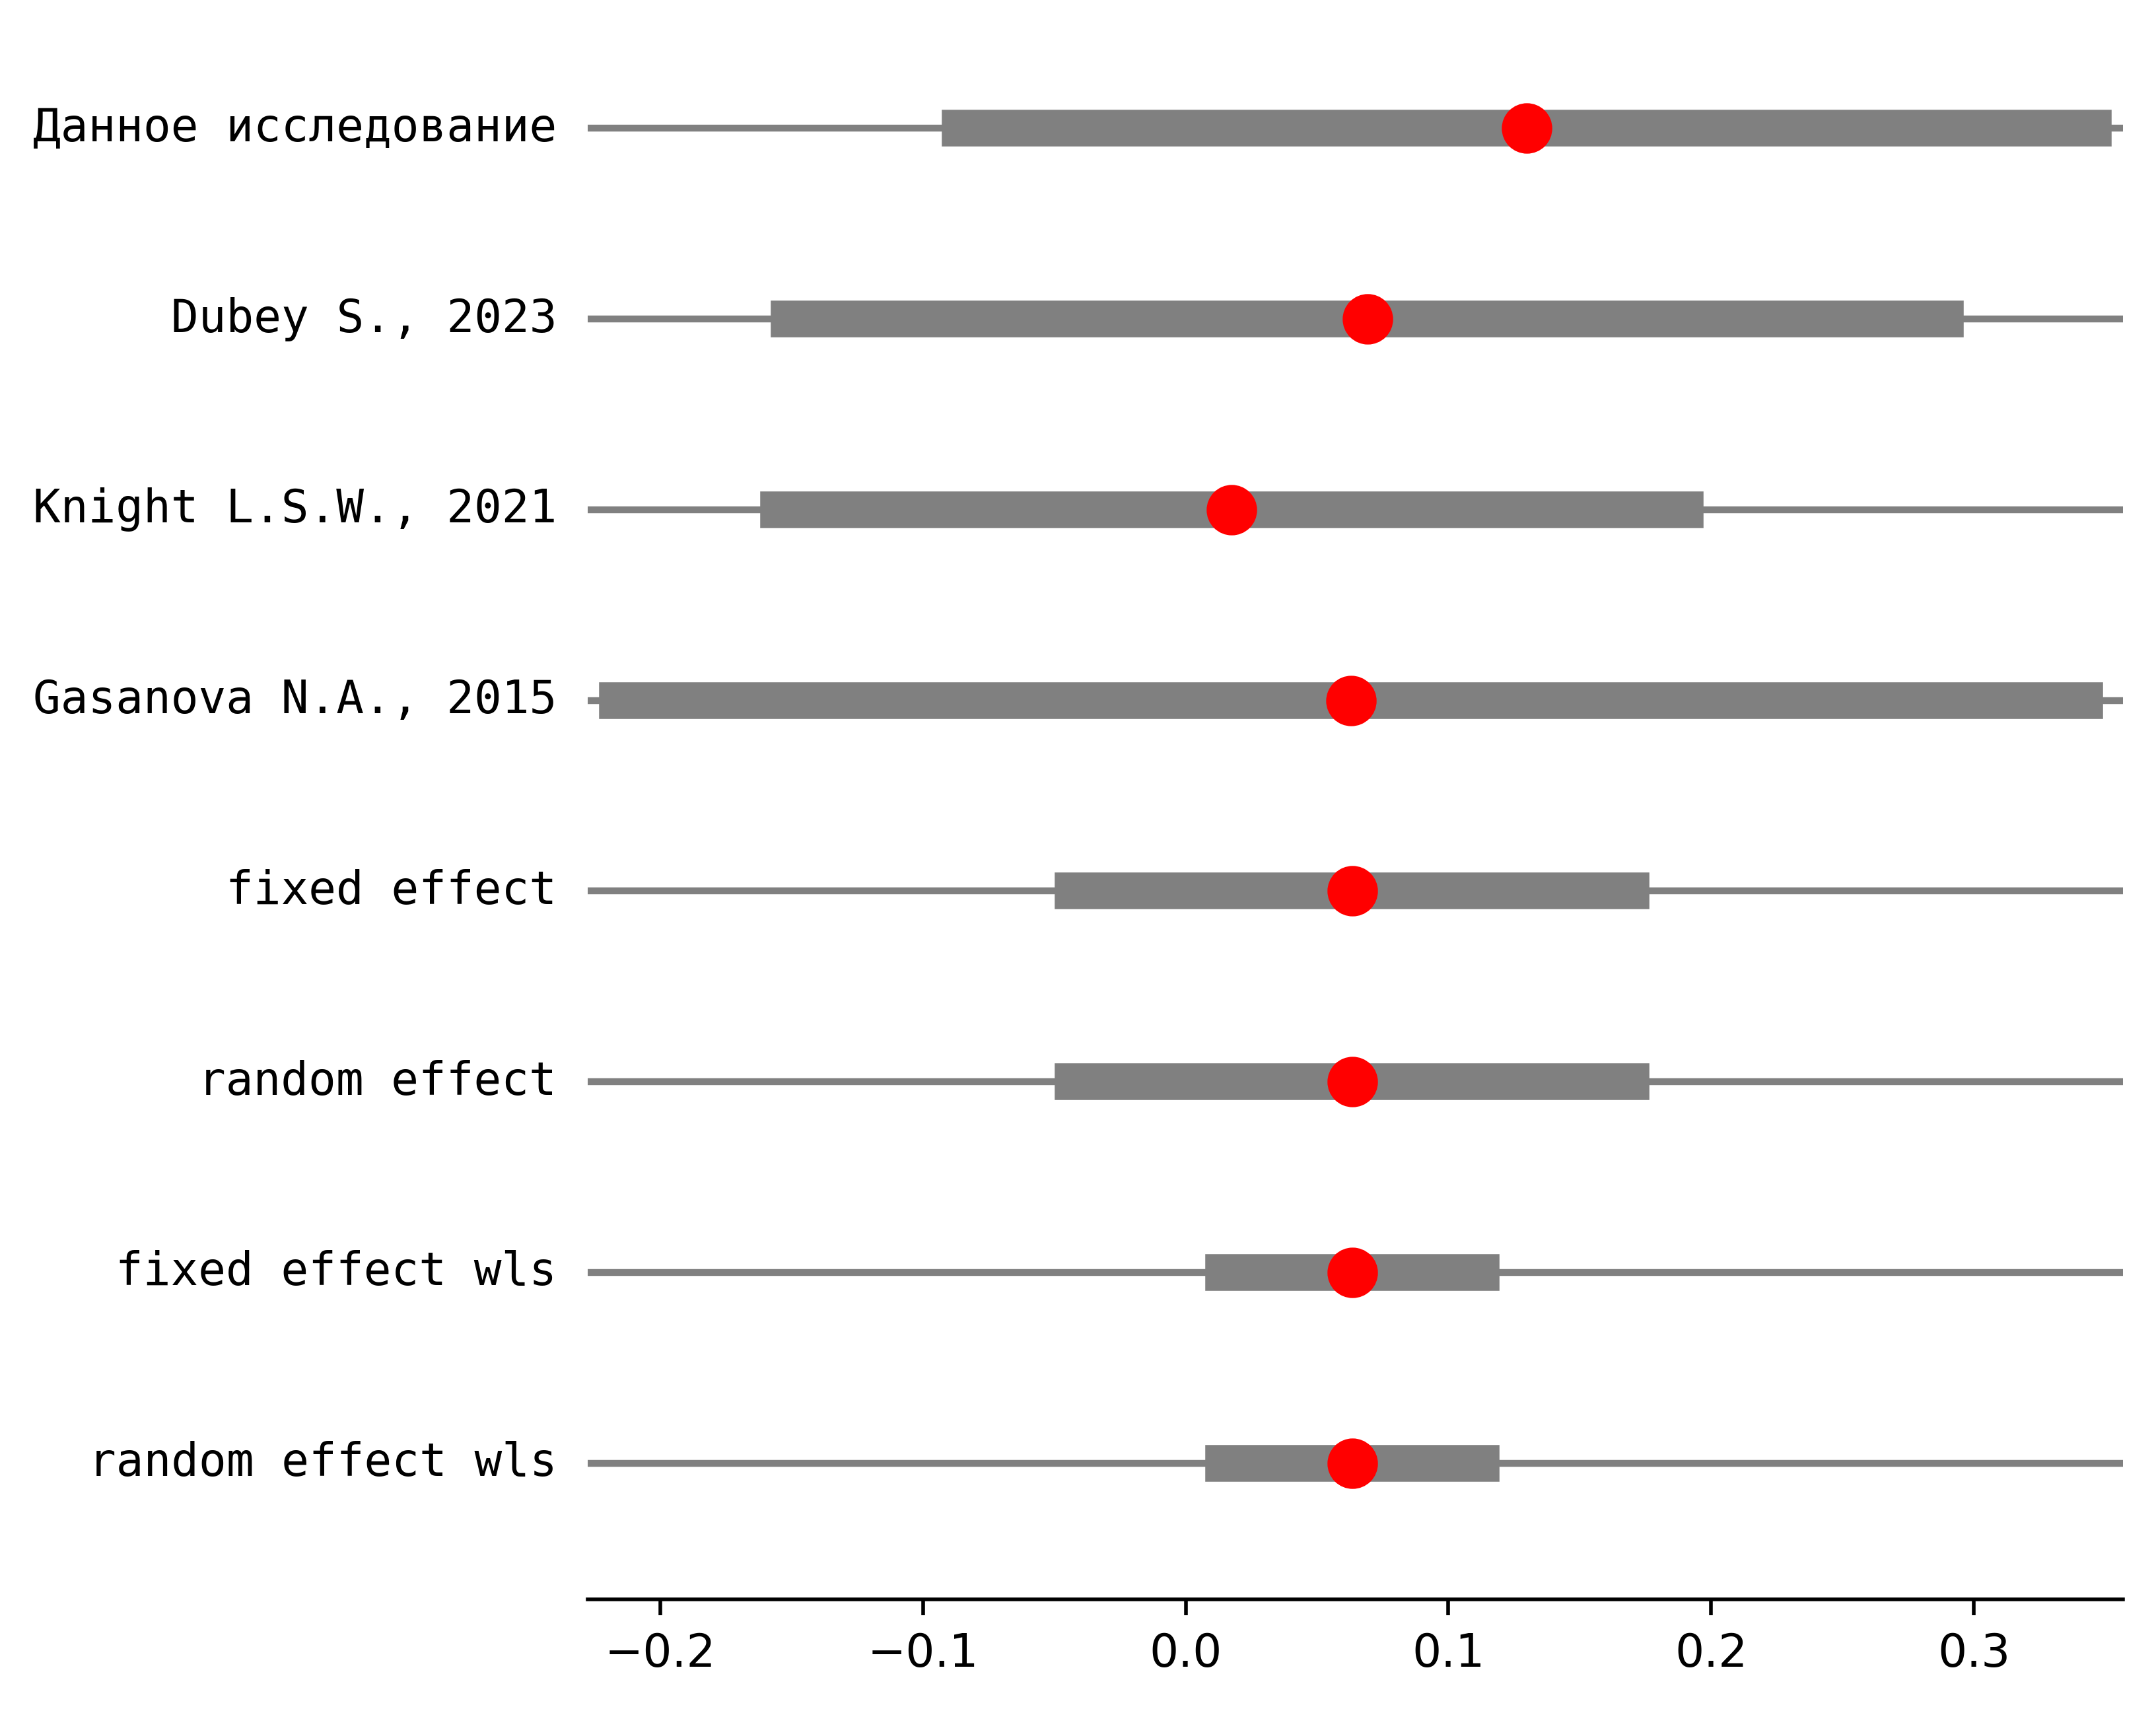 Данное исследование
Dubey S., 2023
Knight L.S.W., 2021
Gasanova N.A., 2015
fixed effect
random effect
fixed effect wls
random effect wls
−0.2 −0.1 0.0 0.1 0.2 0.3